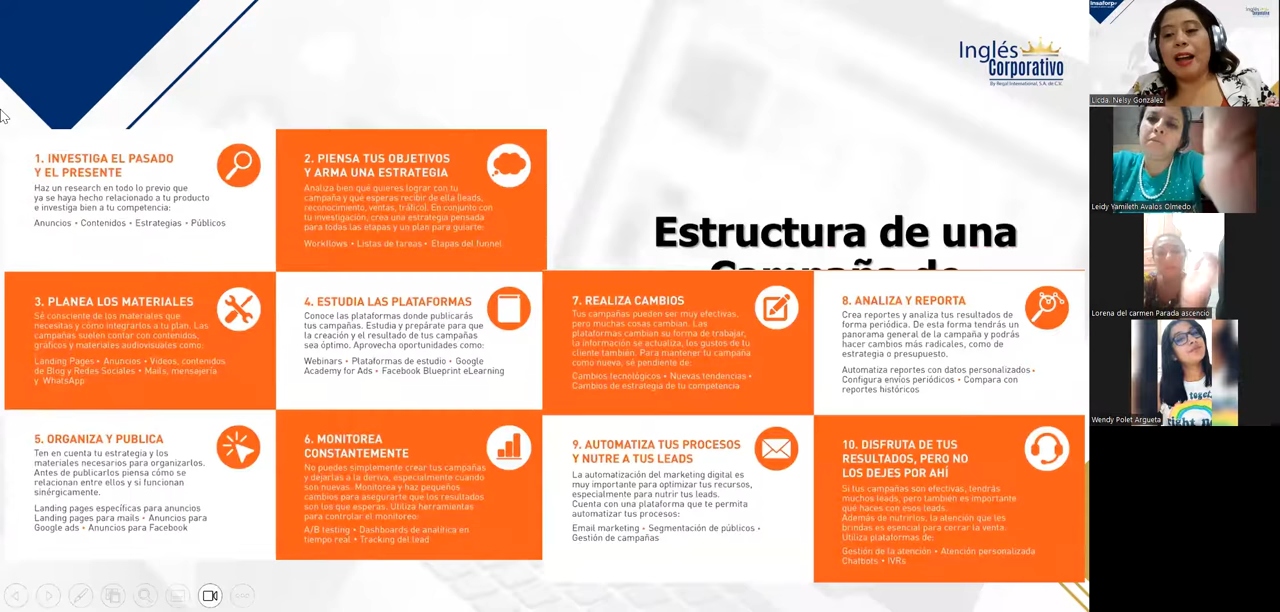 Inglés
Corporativo
By Regal International, S.A. de C.V.
Estructura de una
Campaña de
1. INVESTIGA EL PASADO
Y EL PRESENTE
Haz un research en todo lo previo que
ya se haya hecho relacionado a tu producto
e investiga bien a tu competencia:
Anuncios • Contenidos • Estrategias • Públicos
2. PIENSA TUS OBJETIVOS
Y ARMA UNA ESTRATEGIA
Analiza bien qué quieres lograr con tu
campaña y qué esperas recibir de ella (leads,
reconocimiento, ventas, tráfico). En conjunto con
tu investigación, crea una estrategia pensada
para todas las etapas y un plan para guiarte:
Workflows • Listas de tareas • Etapas del funnel
3. PLANEA LOS MATERIALES
Sé consciente de los materiales que
necesitas y cómo integrarlos a tu plan. Las
campañas suelen contar con contenidos,
gráficos y materiales audiovisuales como:
Landing Pages • Anuncios • Videos, contenidos
de Blog y Redes Sociales • Mails, mensajería
y WhatsApp
4. ESTUDIA LAS PLATAFORMAS
Conoce las plataformas donde publicarás
tus campañas. Estudia y prepárate para que
la creación y el resultado de tus campañas
sea óptimo. Aprovecha oportunidades como:
Webinars • Plataformas de estudio • Google
Academy for Ads • Facebook Blueprint eLearning
5. ORGANIZA Y PUBLICA
Ten en cuenta tu estrategia y los
materiales necesarios para organizarlos.
Antes de publicarlos piensa cómo se
relacionan entre ellos y si funcionan
sinérgicamente.
Landing pages específicas para anuncios
Landing pages para mails • Anuncios para
Google ads • Anuncios para Facebook
6. MONITOREA
CONSTANTEMENTE
No puedes simplemente crear tus campañas
y dejarlas a la deriva, especialmente cuando
son nuevas. Monitorea y haz pequeños
cambios para asegurarte que los resultados
son los que esperas. Utiliza herramientas
para controlar el monitoreo:
A/B testing • Dashboards de analítica en
tiempo real • Tracking del lead
7. REALIZA CAMBIOS
Tus campañas pueden ser muy efectivas,
pero muchas cosas cambian. Las
plataformas cambian su forma de trabajar,
la información se actualiza, los gustos de tu
cliente también. Para mantener tu campaña
como nueva, sé pendiente de:
Cambios tecnológicos • Nuevas tendencias •
Cambios de estrategia de tu competencia
8. ANALIZA Y REPORTA
Crea reportes y analiza tus resultados de
forma periódica. De esta forma tendrás un
panorama general de la campaña y podrás
hacer cambios más radicales, como de
estrategia o presupuesto.
Automatiza reportes con datos personalizados •
Configura envíos periódicos • Compara con
reportes históricos
9. AUTOMATIZA TUS PROCESOS
Y NUTRE A TUS LEADS
La automatización del marketing digital es
muy importante para optimizar tus recursos,
especialmente para nutrir tus leads.
Cuenta con una plataforma que te permita
automatizar tus procesos:
Email marketing • Segmentación de públicos •
Gestión de campañas
10. DISFRUTA DE TUS
RESULTADOS, PERO NO
LOS DEJES POR AHÍ
Si tus campañas son efectivas, tendrás
muchos leads, pero también es importante
qué haces con esos leads.
Además de nutrirlos, la atención que les
brindas es esencial para cerrar la venta.
Utiliza plataformas de:
Gestión de la atención • Atención personalizada
Chatbots • IVRs
Insaforp
Licda. Nelsy González
Leidy Yamileth Avalos Olmedo
Lorena del carmen Parada ascencio
Wendy Polet Argueta